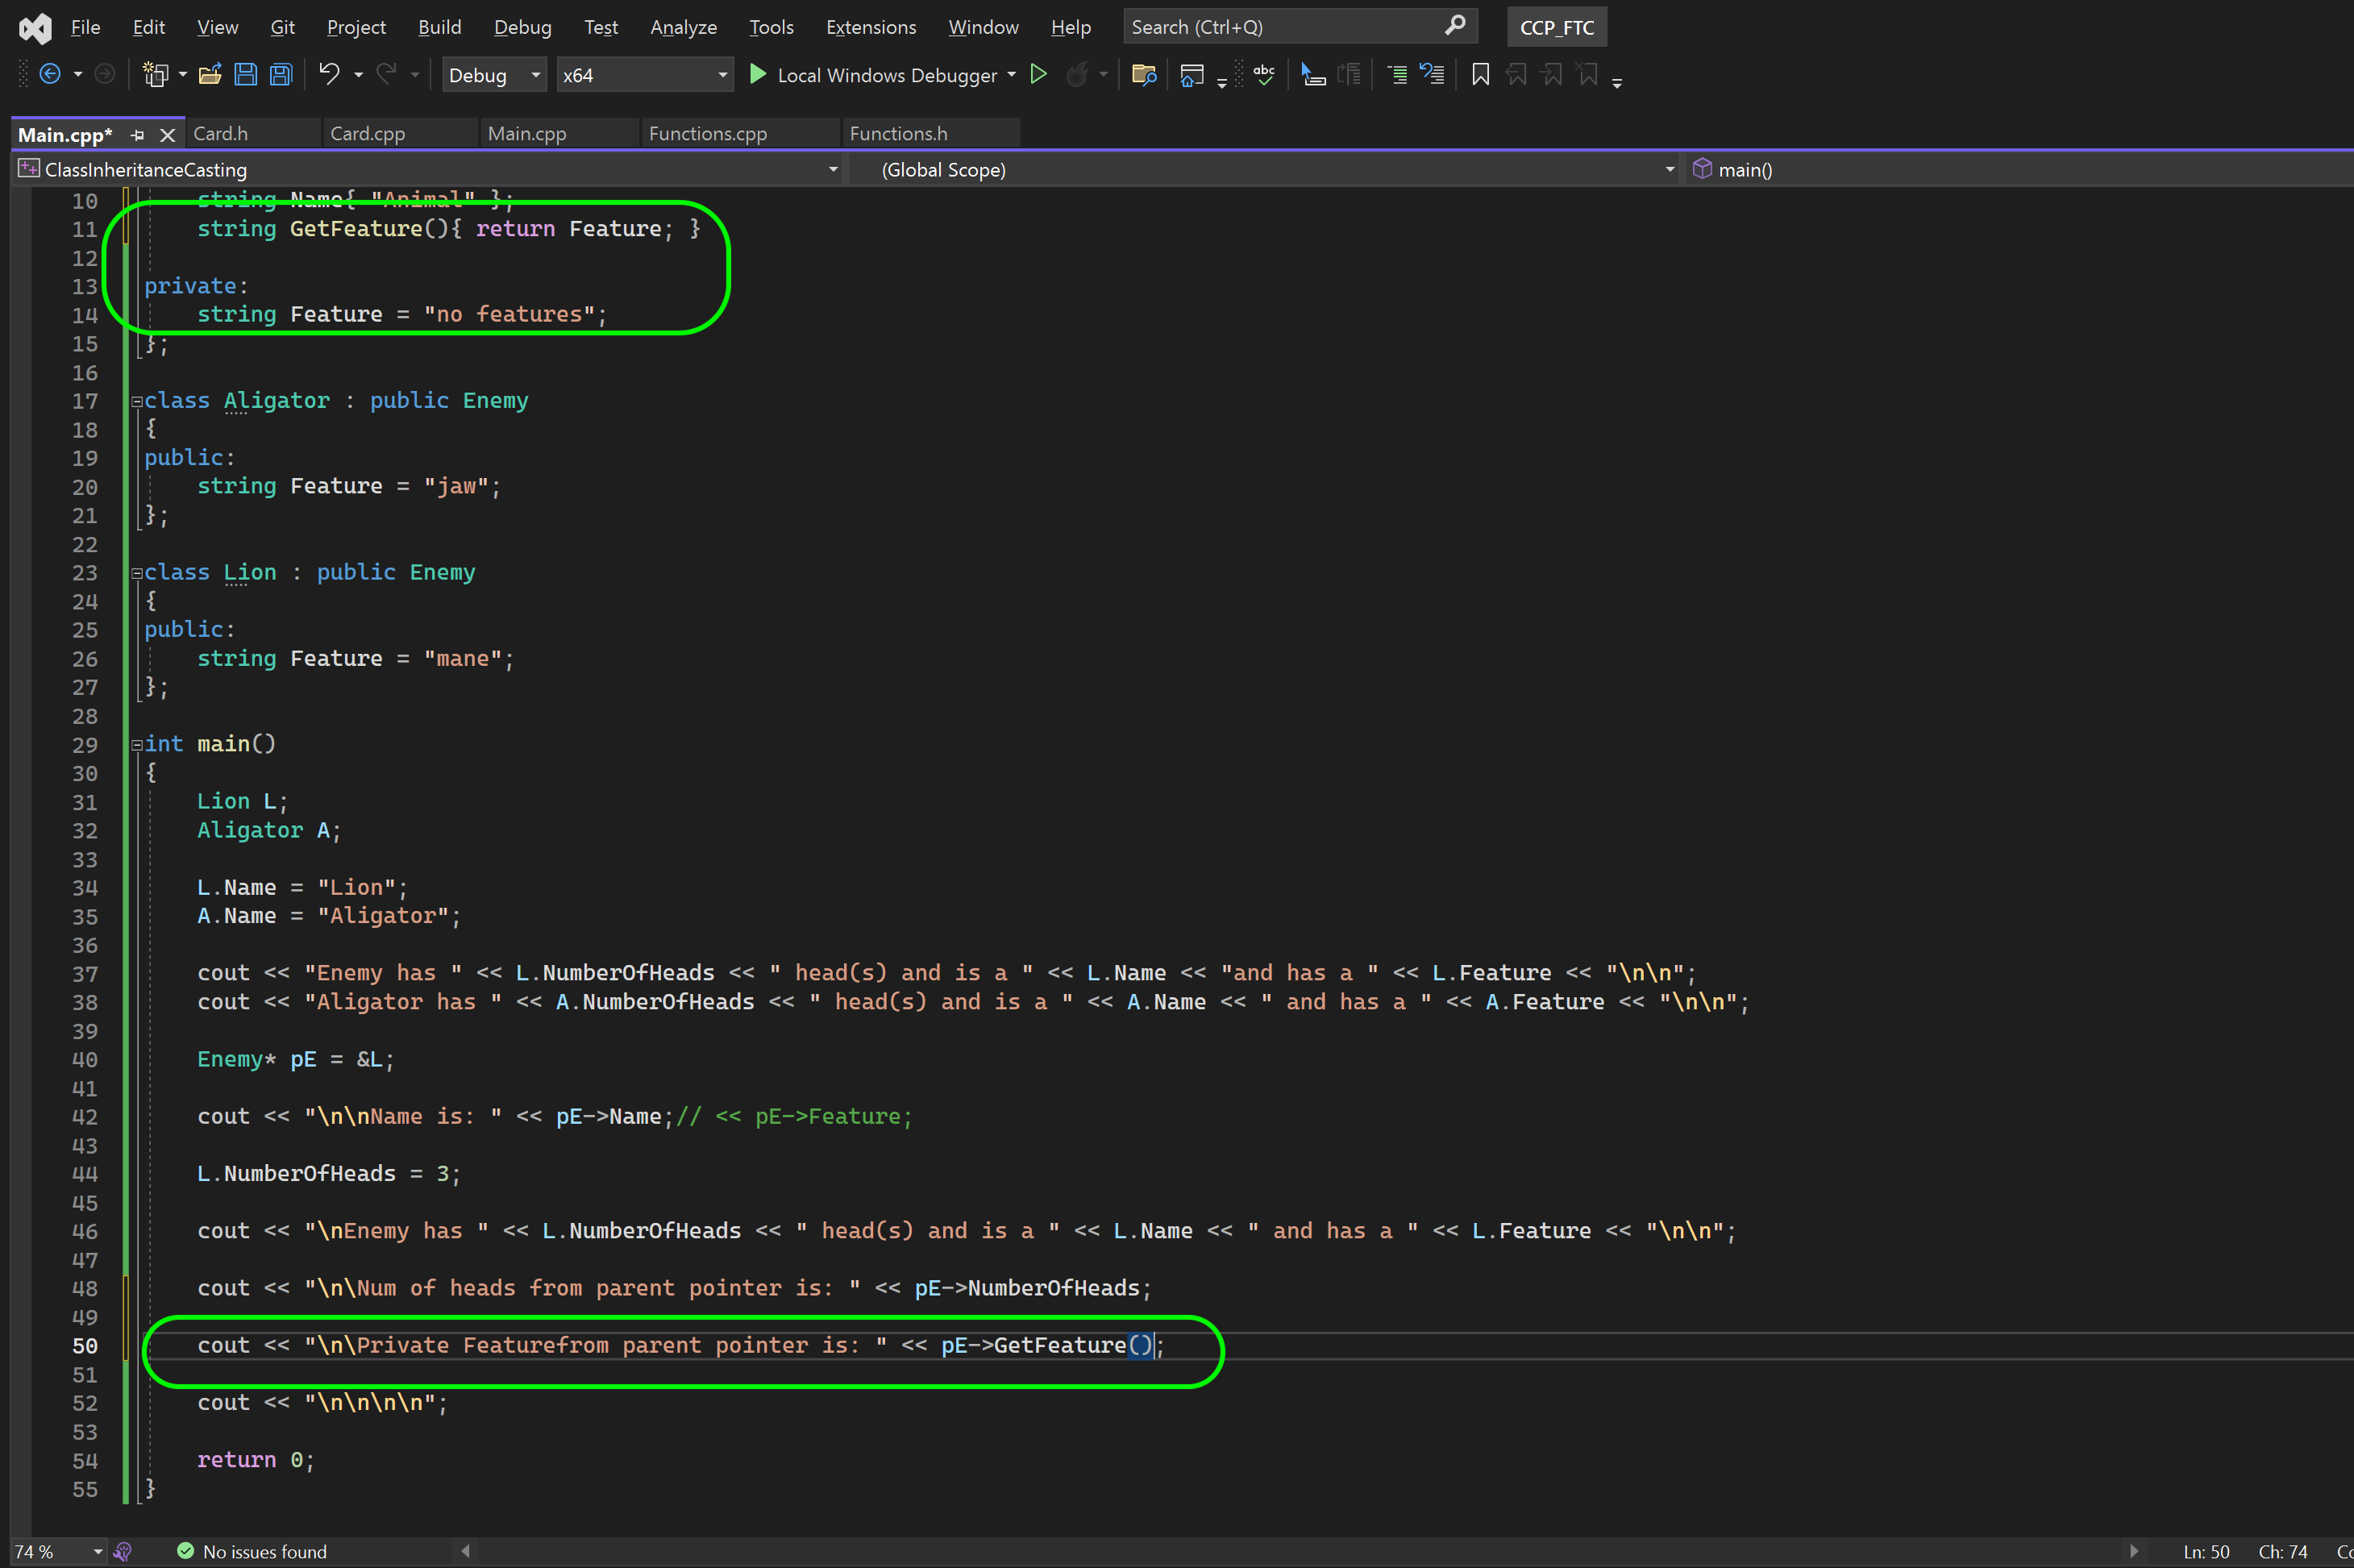 File Edit View Git Project Build Debug Test Analyze Tools Extensions Window Help Search (Ctrl+Q) CCP_FTC
Debug x64 Local Windows Debugger abc
Main.cpp* Card.h Card.cpp Main.cpp Functions.cpp Functions.h
ClassInheritanceCasting (Global Scope) main()
10 string Name{ "Animal" };
11 string GetFeature(){ return Feature; }
12
13 private:
14 string Feature = "no features";
15 };
16
17 class Aligator : public Enemy
18 {
19 public:
20 string Feature = "jaw";
21 };
22
23 class Lion : public Enemy
24 {
25 public:
26 string Feature = "mane";
27 };
28
29 int main()
30 {
31 Lion L;
32 Aligator A;
33
34 L.Name = "Lion";
35 A.Name = "Aligator";
36
37 cout << "Enemy has " << L.NumberOfHeads << " head(s) and is a " << L.Name << "and has a " << L.Feature << "\n\n";
38 cout << "Aligator has " << A.NumberOfHeads << " head(s) and is a " << A.Name << " and has a " << A.Feature << "\n\n";
39
40 Enemy* pE = &L;
41
42 cout << "\n\nName is: " << pE->Name;// << pE->Feature;
43
44 L.NumberOfHeads = 3;
45
46 cout << "\nEnemy has " << L.NumberOfHeads << " head(s) and is a " << L.Name << " and has a " << L.Feature << "\n\n";
47
48 cout << "\n\Num of heads from parent pointer is: " << pE->NumberOfHeads;
49
50 cout << "\n\Private Featurefrom parent pointer is: " << pE->GetFeature();
51
52 cout << "\n\n\n\n";
53
54 return 0;
55 }
74 % No issues found Ln: 50 Ch: 74